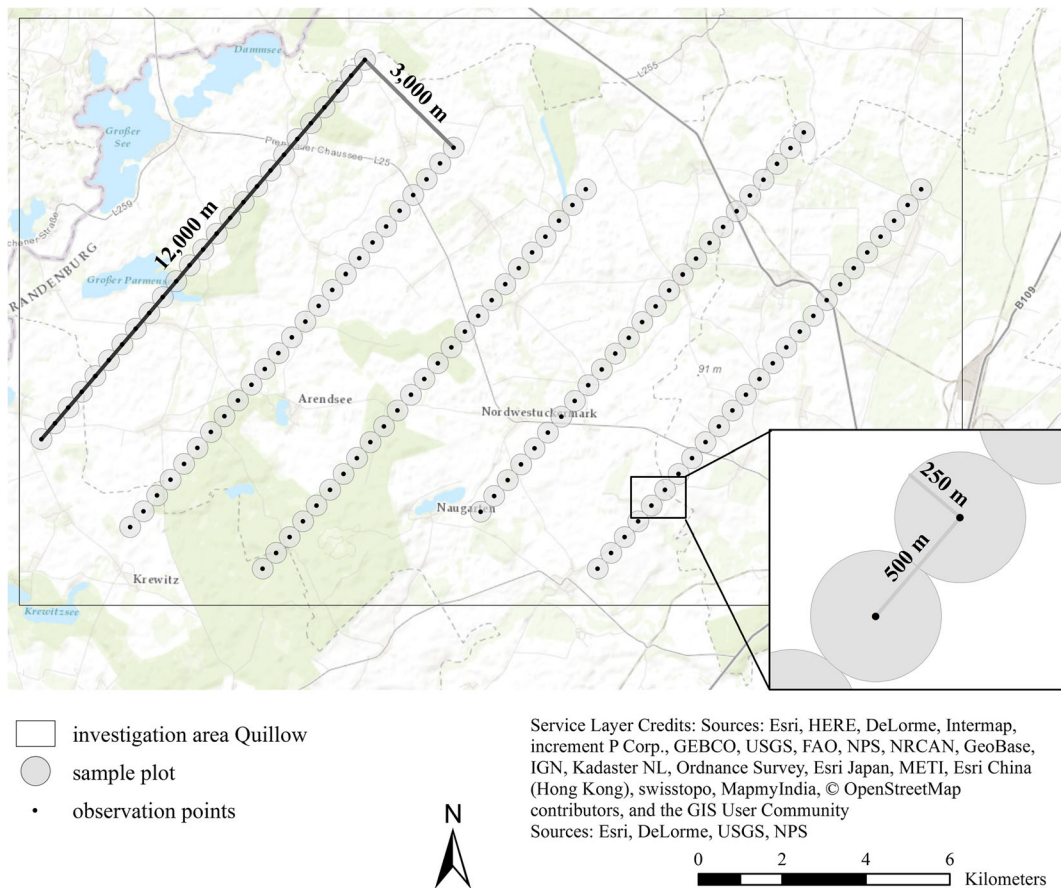 Dammsee
L255
3,000 m
Großer
See
Chaussee
L25
L259
chener-Straße
12,000 m
RANDENBURG
Großer Parmens
B109
91 m
Arendsee
Nordwestuckermark
250 m
Naugarten
500 m
Krewitz
Krewitzsee
investigation area Quillow
sample plot
observation points
N
Service Layer Credits: Sources: Esri, HERE, DeLorme, Intermap,
increment P Corp., GEBCO, USGS, FAO, NPS, NRCAN, GeoBase,
IGN, Kadaster NL, Ordnance Survey, Esri Japan, METI, Esri China
(Hong Kong), swisstopo, MapmyIndia, © OpenStreetMap
contributors, and the GIS User Community
Sources: Esri, DeLorme, USGS, NPS
0 2 4 6
Kilometers